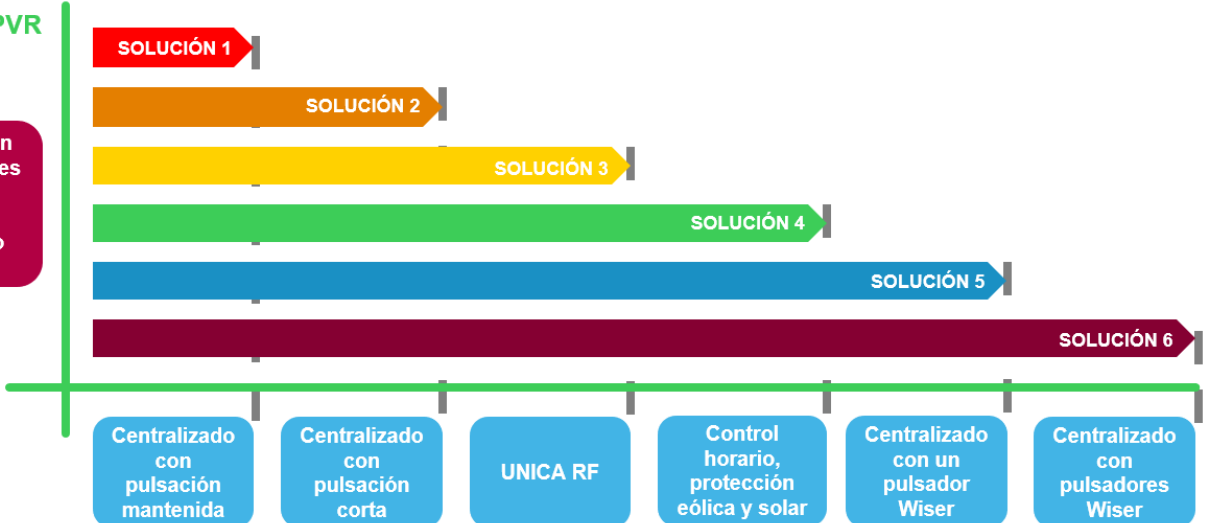 PVR
SOLUCIÓN 1
SOLUCIÓN 2
SOLUCIÓN 3
SOLUCIÓN 4
SOLUCIÓN 5
SOLUCIÓN 6
Centralizado
con
pulsación
mantenida
Centralizado
con
pulsación
corta
UNICA RF
Control
horario,
protección
eólica y solar
Centralizado
con un
pulsador
Wiser
Centralizado
con
pulsadores
Wiser